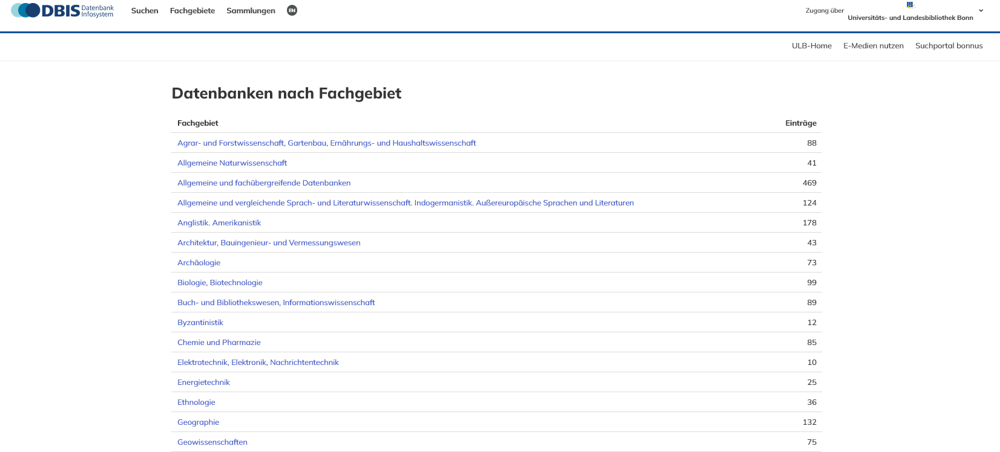 DBIS Datenbank Infosystem
Suchen Fachgebiete Sammlungen EN
Zugang über Universitäts- und Landesbibliothek Bonn
ULB-Home E-Medien nutzen Suchportal bonnus
Datenbanken nach Fachgebiet
Fachgebiet Einträge
Agrar- und Forstwissenschaft, Gartenbau, Ernährungs- und Haushaltswissenschaft 88
Allgemeine Naturwissenschaft 41
Allgemeine und fachübergreifende Datenbanken 469
Allgemeine und vergleichende Sprach- und Literaturwissenschaft. Indogermanistik. Außereuropäische Sprachen und Literaturen 124
Anglistik. Amerikanistik 178
Architektur, Bauingenieur- und Vermessungswesen 43
Archäologie 73
Biologie, Biotechnologie 99
Buch- und Bibliothekswesen, Informationswissenschaft 89
Byzantinistik 12
Chemie und Pharmazie 85
Elektrotechnik, Elektronik, Nachrichtentechnik 10
Energietechnik 25
Ethnologie 36
Geographie 132
Geowissenschaften 75